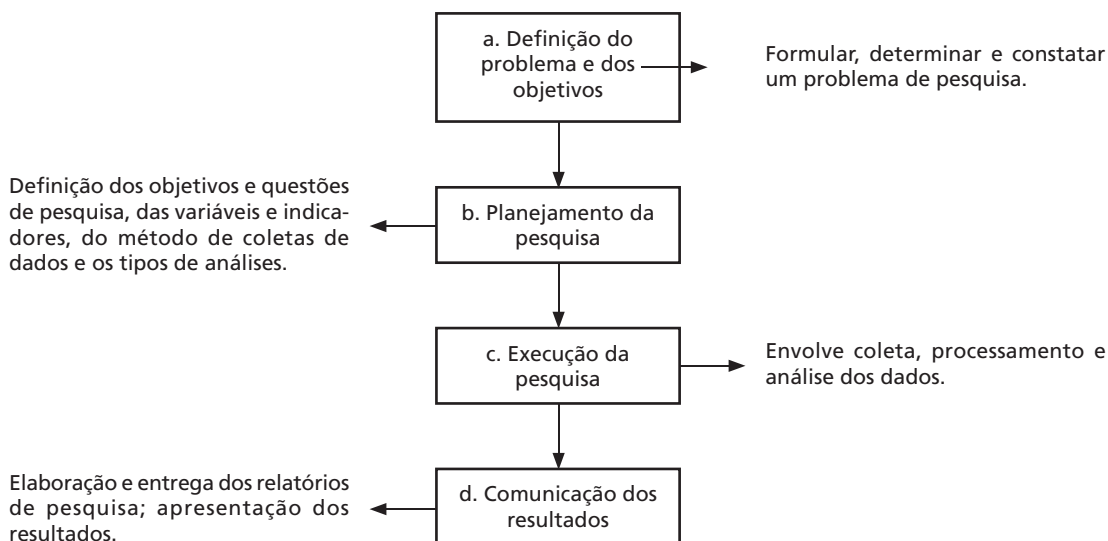 a. Definição do
problema e dos
objetivos
Formular, determinar e constatar
um problema de pesquisa.
Definição dos objetivos e questões
de pesquisa, das variáveis e indica-
dores, do método de coletas de
dados e os tipos de análises.
b. Planejamento da
pesquisa
c. Execução da
pesquisa
Envolve coleta, processamento e
análise dos dados.
Elaboração e entrega dos relatórios
de pesquisa; apresentação dos
resultados.
d. Comunicação dos
resultados